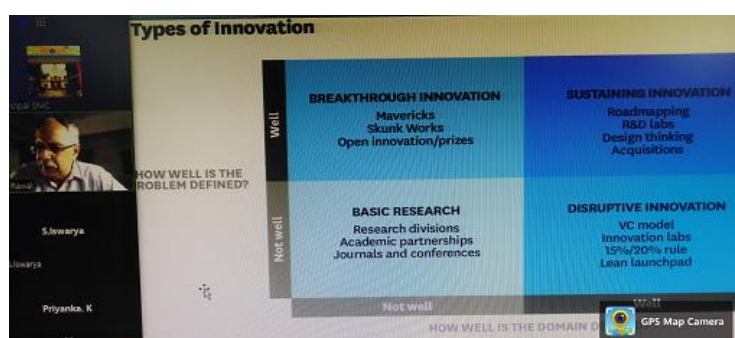 Types of Innovation
Rawal
S.Iswarya
Priyanka. K
HOW WELL IS THE
ROBLEM DEFINED?
Well
Not well
BREAKTHROUGH INNOVATION
Mavericks
Skunk Works
Open innovation/prizes
SUSTAINING INNOVATION
Roadmapping
R&D labs
Design thinking
Acquisitions
BASIC RESEARCH
Research divisions
Academic partnerships
Journals and conferences
DISRUPTIVE INNOVATION
VC model
Innovation labs
15%/20% rule
Lean launchpad
Not well
Well
HOW WELL IS THE DOMAIN D
GPS Map Camera